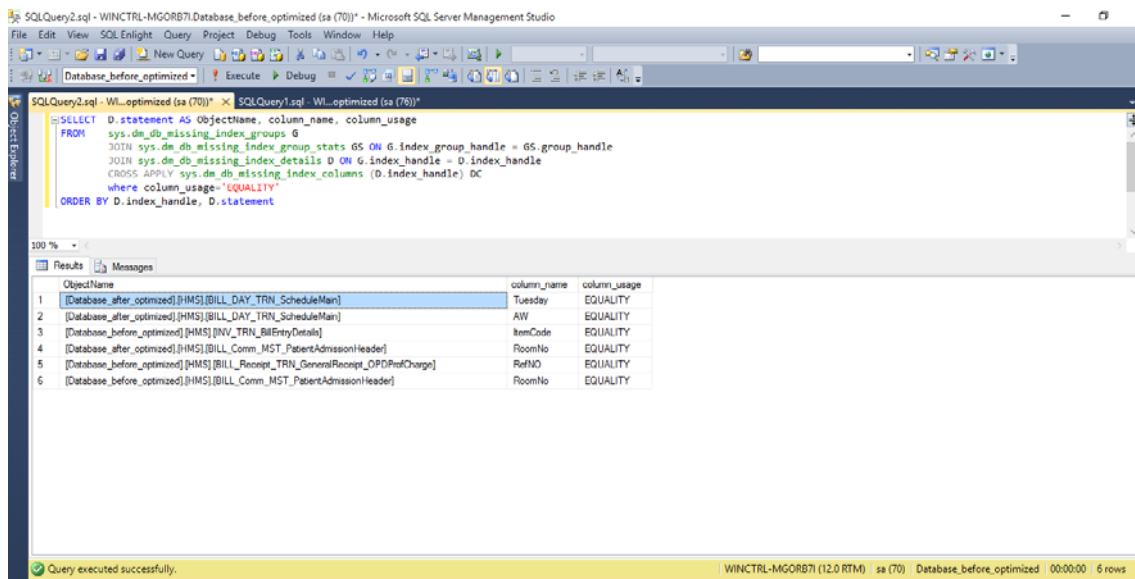 SQLQuery2.sql - WINCTRL-MGORB7I.Database_before_optimized (sa (70))* - Microsoft SQL Server Management Studio
File Edit View SQL Enlight Query Project Debug Tools Window Help
New Query
Database_before_optimized Execute Debug
SQLQuery2.sql - WI...optimized (sa (70))* SQLQuery1.sql - WI...optimized (sa (76))*
Object Explorer
SELECT D.statement AS ObjectName, column_name, column_usage
FROM sys.dm_db_missing_index_groups G
JOIN sys.dm_db_missing_index_group_stats GS ON G.index_group_handle = GS.group_handle
JOIN sys.dm_db_missing_index_details D ON G.index_handle = D.index_handle
CROSS APPLY sys.dm_db_missing_index_columns (D.index_handle) DC
where column_usage='EQUALITY'
ORDER BY D.index_handle, D.statement
100 %
Results Messages
ObjectName column_name column_usage
1 [Database_after_optimized].[HMS].[BILL_DAY_TRN_ScheduleMain] Tuesday EQUALITY
2 [Database_after_optimized].[HMS].[BILL_DAY_TRN_ScheduleMain] AW EQUALITY
3 [Database_before_optimized].[HMS].[INV_TRN_BillEntryDetails] ItemCode EQUALITY
4 [Database_after_optimized].[HMS].[BILL_Comm_MST_PatientAdmissionHeader] RoomNo EQUALITY
5 [Database_before_optimized].[HMS].[BILL_Receipt_TRN_GeneralReceipt_OPDProfCharge] RefNO EQUALITY
6 [Database_before_optimized].[HMS].[BILL_Comm_MST_PatientAdmissionHeader] RoomNo EQUALITY
Query executed successfully. WINCTRL-MGORB7I (12.0 RTM) sa (70) Database_before_optimized 00:00:00 6 rows